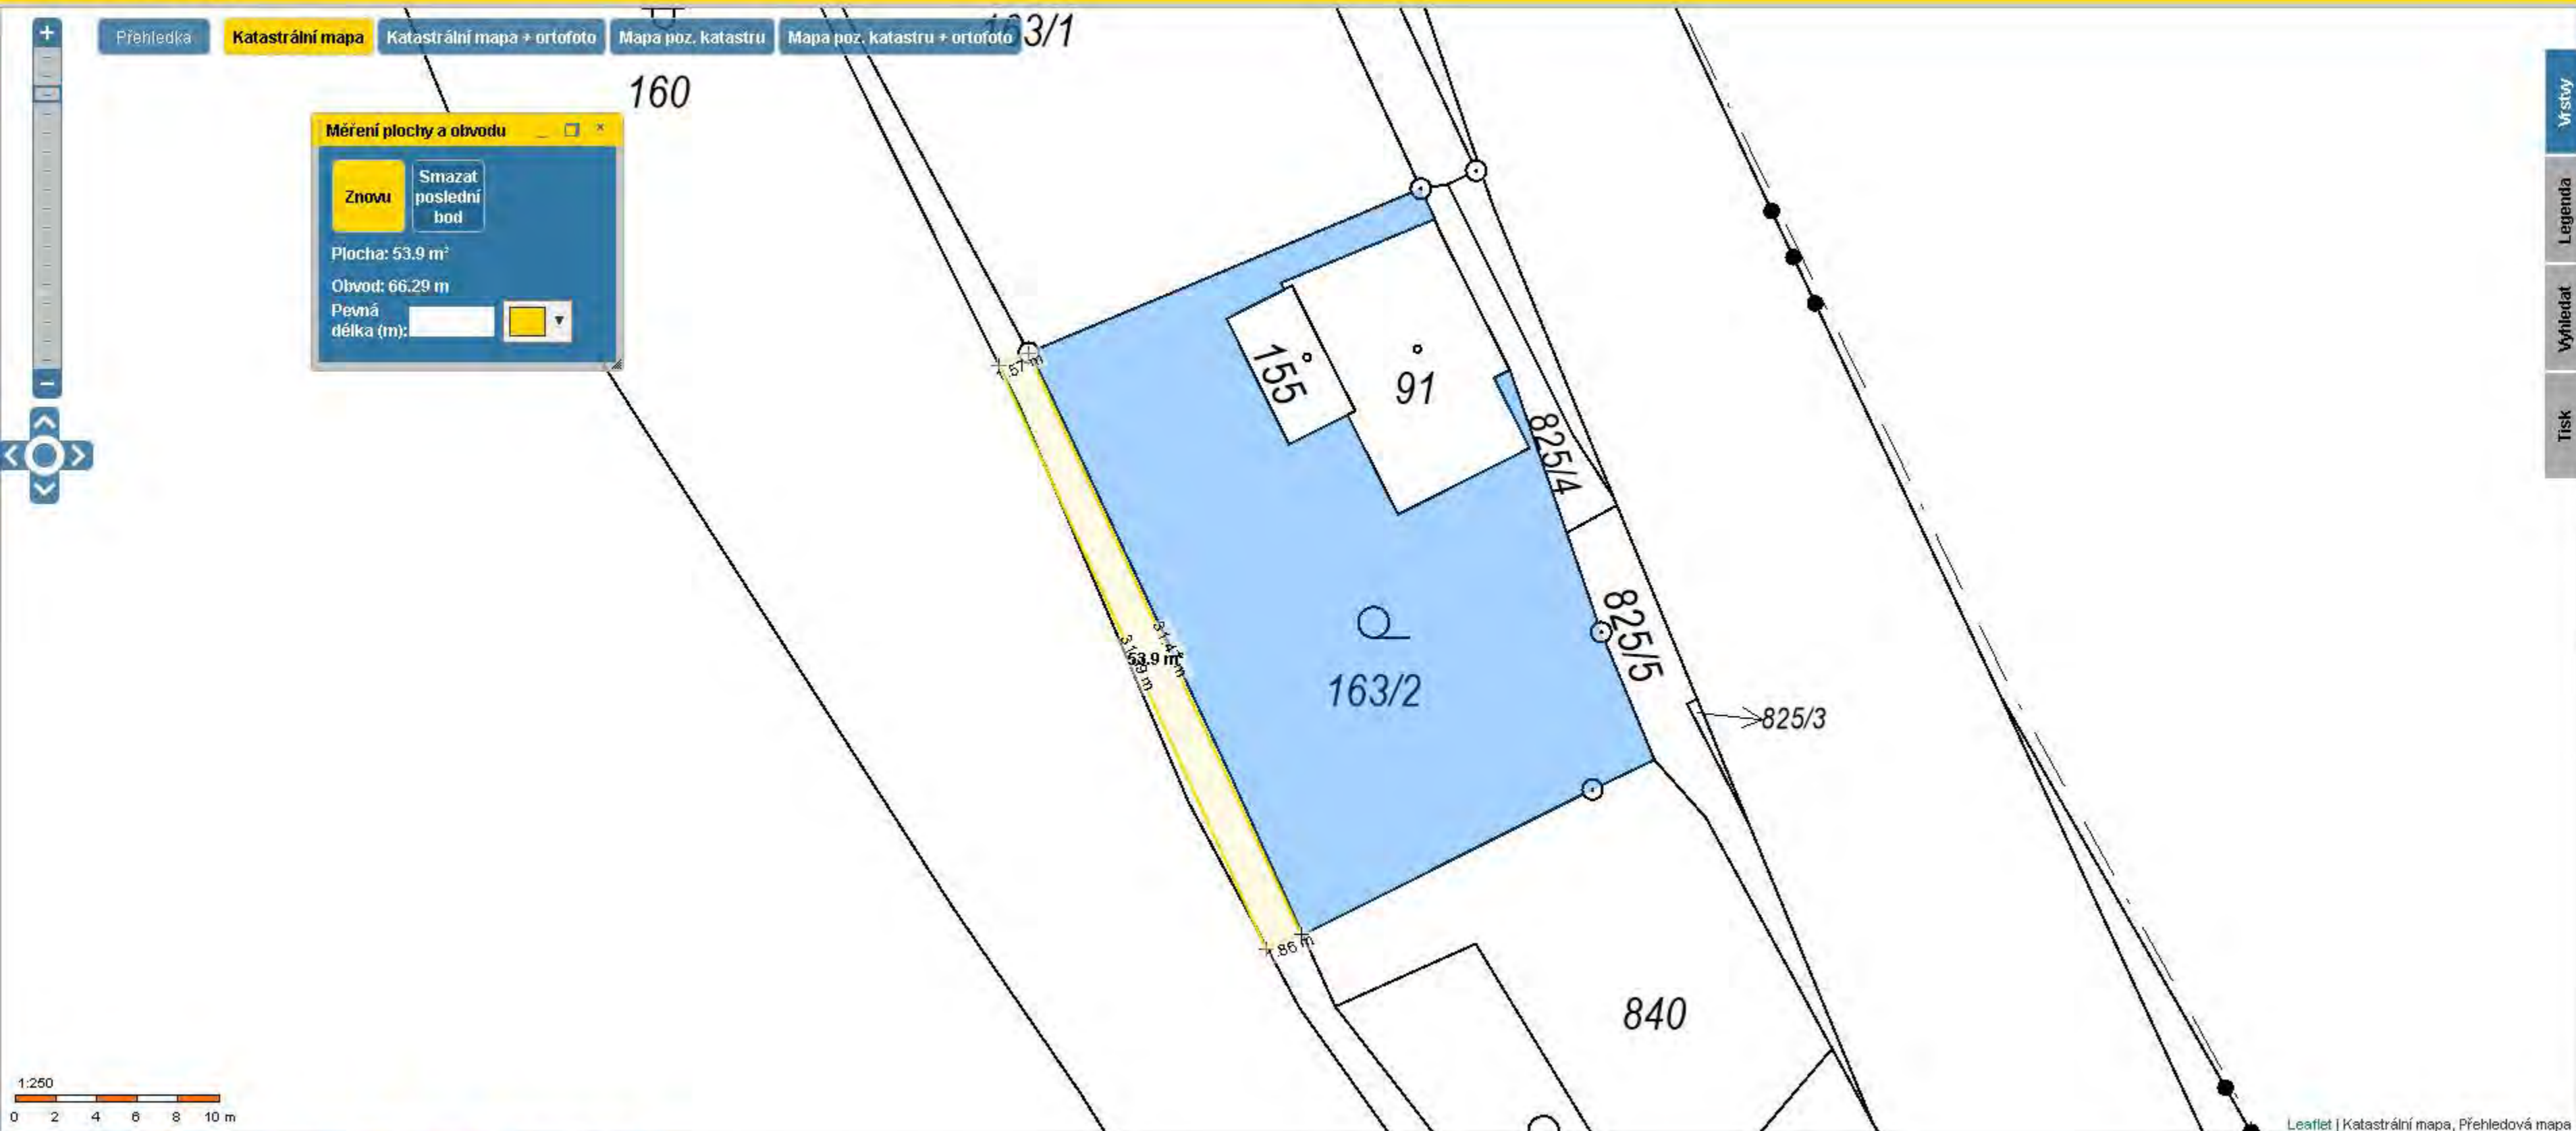 Přehledka
Katastrální mapa
Katastrální mapa + ortofoto
Mapa poz. katastru
Mapa poz. katastru + ortofoto
3/1
160
Měření plochy a obvodu
Znovu
Smazat
poslední
bod
Plocha: 53.9 m²
Obvod: 66.29 m
Pevná
délka (m):
Vrstvy
Legenda
Vyhledat
Tisk
155
91
825/4
825/5
163/2
53.9 m²
825/3
840
1:250
0 2 4 6 8 10 m
Leaflet | Katastrální mapa, Přehledová mapa